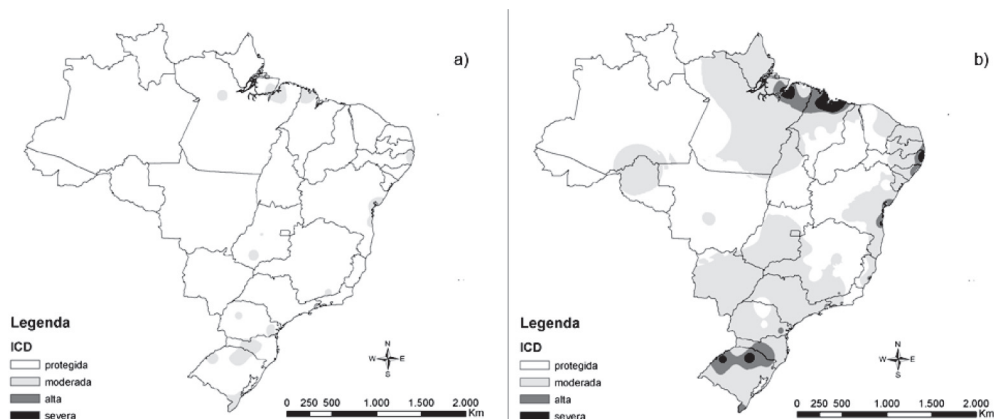 a)
Legenda
ICD
protegida
moderada
alta
severa
N
W E
S
0 250 500 1.000 1.500 2.000
Km
b)
Legenda
ICD
protegida
moderada
alta
severa
N
W E
S
0 250 500 1.000 1.500 2.000
Km